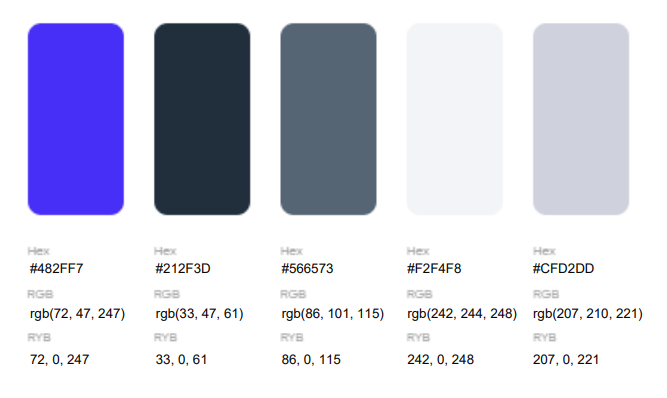 Hex Hex Hex Hex Hex
#482FF7 #212F3D #566573 #F2F4F8 #CFD2DD
RGB RGB RGB RGB RGB
rgb(72, 47, 247) rgb(33, 47, 61) rgb(86, 101, 115) rgb(242, 244, 248) rgb(207, 210, 221)
RYB RYB RYB RYB RYB
72, 0, 247 33, 0, 61 86, 0, 115 242, 0, 248 207, 0, 221